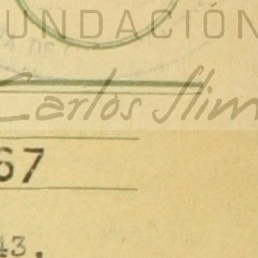 UNDACIÓN
Carlos Slim
67
43.